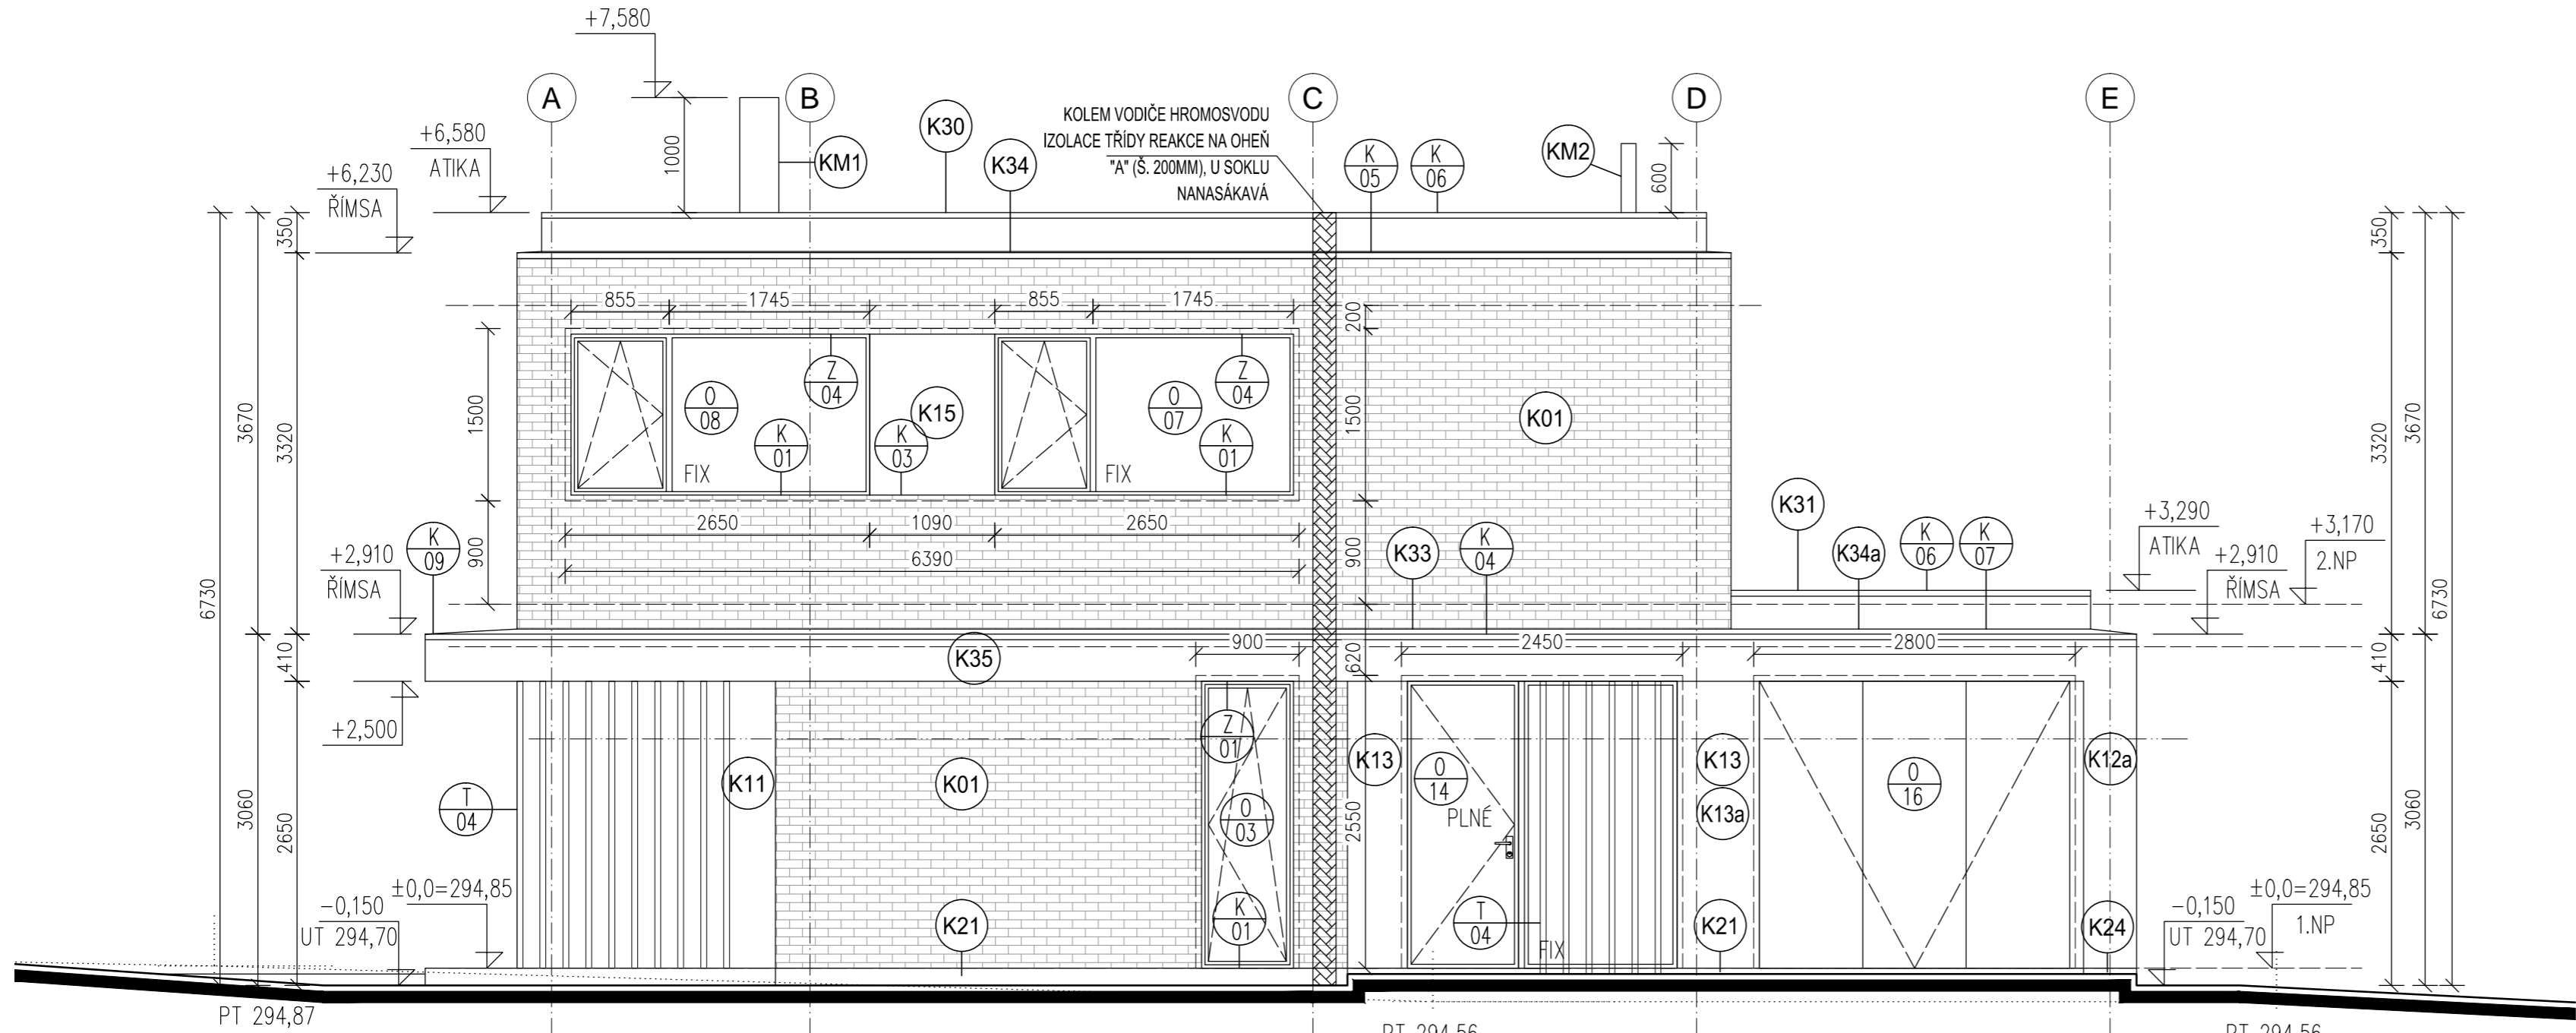 +7,580
A
B
C
D
E
+6,580
ATIKA
+6,230
ŘÍMSA
1000
KM1
K30
K34
KOLEM VODIČE HROMOSVODU
IZOLACE TŘÍDY REAKCE NA OHEŇ
"A" (Š. 200MM), U SOKLU
NANASÁKAVÁ
K
05
K
06
KM2
600
350
350
855
1745
855
1745
200
Z
04
Z
04
O
08
K15
O
07
K01
K
01
K
03
K
01
FIX
FIX
1500
1500
3670
3320
3320
3670
2650
1090
2650
6390
900
900
K
09
K33
K
04
K31
K34a
K
06
K
07
+3,290
ATIKA
+3,170
2.NP
+2,910
ŘÍMSA
+2,910
ŘÍMSA
6730
6730
410
410
K35
900
620
2450
2800
+2,500
Z
01
K13
K13
K12a
T
04
K11
K01
O
14
PLNÉ
K13a
O
16
O
03
2550
3060
2650
2650
3060
±0,0=294,85
-0,150
UT 294,70
K21
K
01
T
04
FIX
K21
K24
-0,150
UT 294,70
±0,0=294,85
1.NP
PT 294,87
PT 294,56
PT 294,56